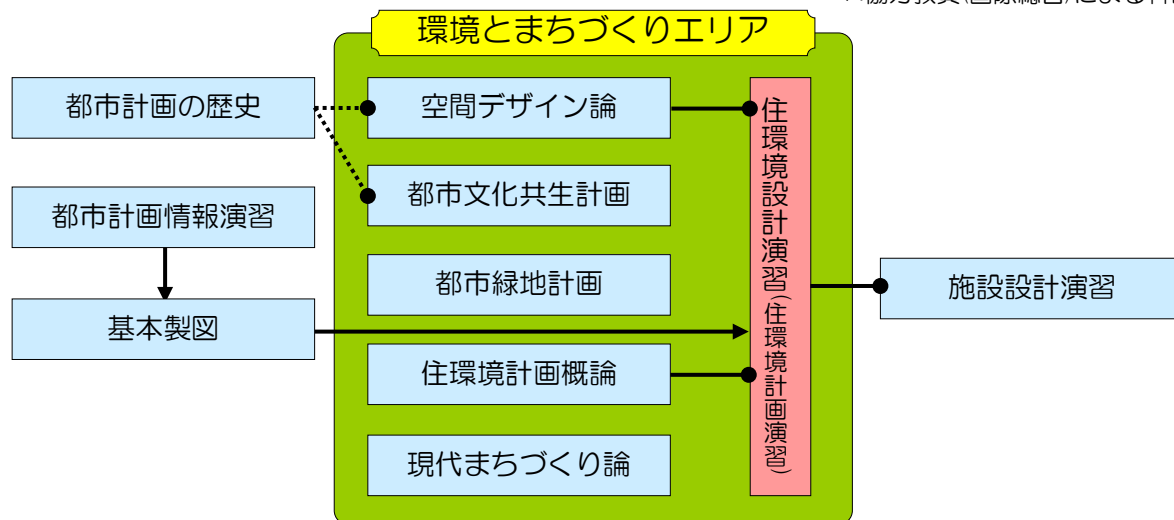 環境とまちづくりエリア
都市計画の歴史
空間デザイン論
都市文化共生計画
都市計画情報演習
都市緑地計画
基本製図
住環境計画概論
現代まちづくり論
住環境設計演習(住環境計画演習)
施設設計演習